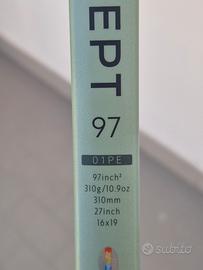 EPT
97
01PE
97inch²
310g/10.9oz
310mm
27inch
16x19
subito